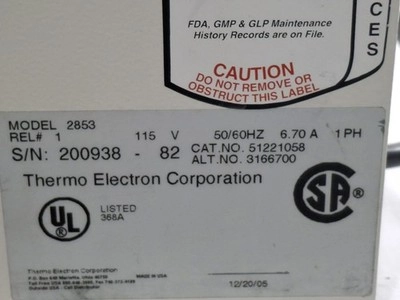 FDA, GMP & GLP Maintenance
History Records are on File.
CES
CAUTION
DO NOT REMOVE OR
OBSTRUCT THIS LABEL
MODEL 2853
REL# 1 115 V 50/60HZ 6.70 A 1PH
S/N: 200938 - 82 CAT.NO. 51221058
ALT.NO. 3166700
Thermo Electron Corporation
UL LISTED
368A
SA
Thermo Electron Corporation
MADE IN USA
12/20/05